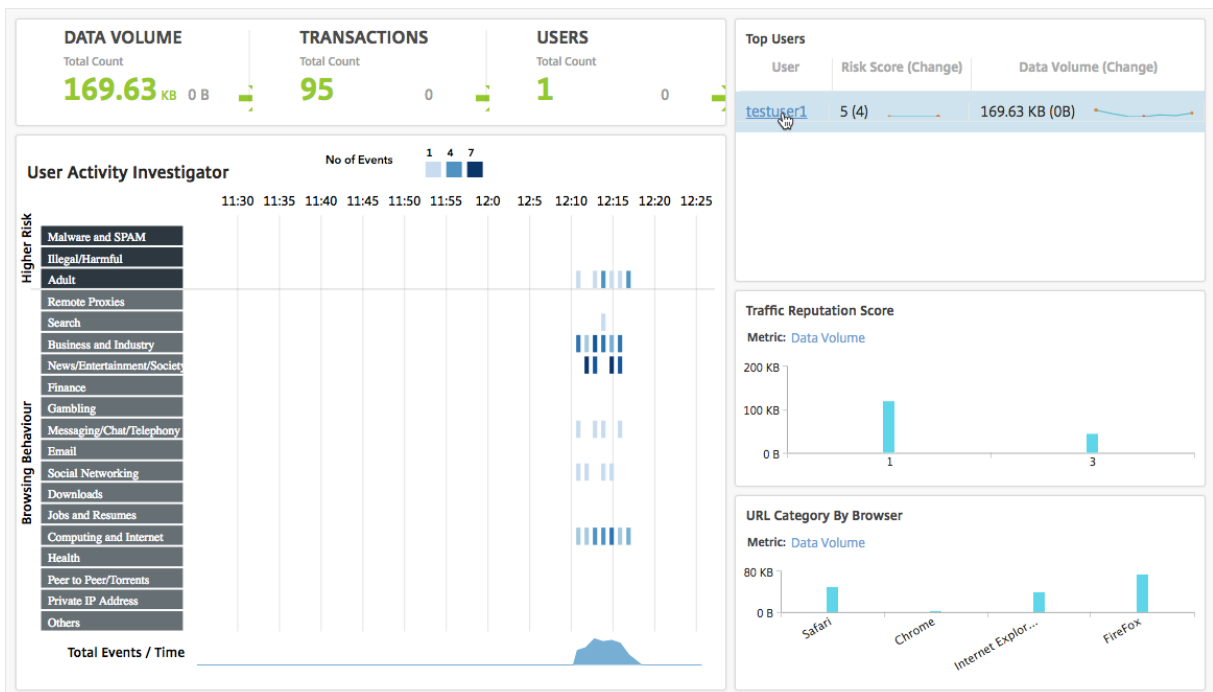 DATA VOLUME
Total Count
169.63 KB 0 B
TRANSACTIONS
Total Count
95 0
USERS
Total Count
1 0
User Activity Investigator
No of Events
1 4 7
11:30 11:35 11:40 11:45 11:50 11:55 12:0 12:5 12:10 12:15 12:20 12:25
Higher Risk
Malware and SPAM
Illegal/Harmful
Adult
Browsing Behaviour
Remote Proxies
Search
Business and Industry
News/Entertainment/Society
Finance
Gambling
Messaging/Chat/Telephony
Email
Social Networking
Downloads
Jobs and Resumes
Computing and Internet
Health
Peer to Peer/Torrents
Private IP Address
Others
Total Events / Time
Top Users
User Risk Score (Change) Data Volume (Change)
testuser1 5 (4) 169.63 KB (0B)
Traffic Reputation Score
Metric: Data Volume
200 KB
100 KB
0 B
1 3
URL Category By Browser
Metric: Data Volume
80 KB
0 B
Safari Chrome Internet Explor... FireFox